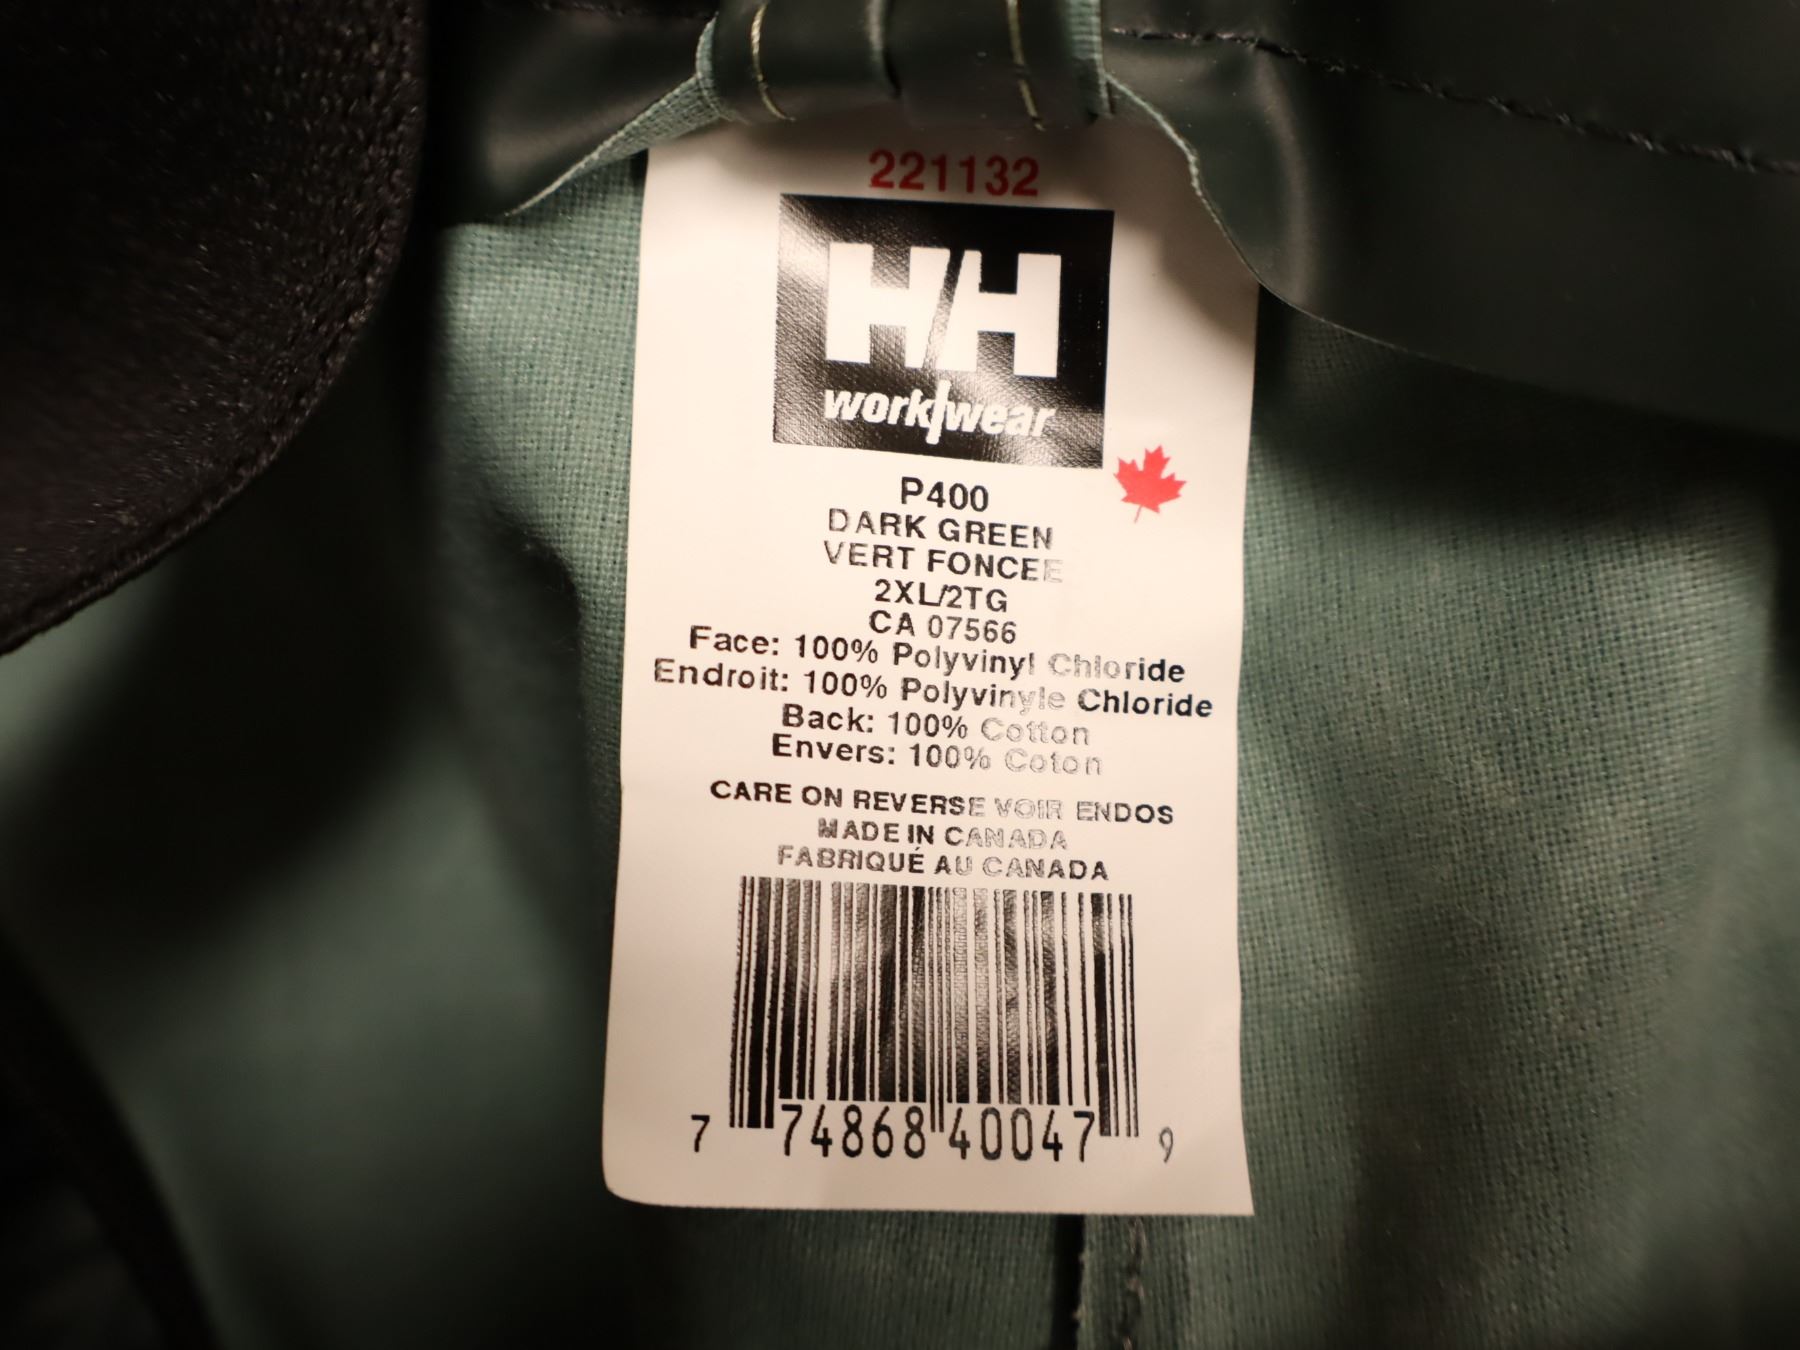 221132
HH
work wear
P400
DARK GREEN
VERT FONCEE
2XL/2TG
CA 07566
Face: 100% Polyvinyl Chloride
Endroit: 100% Polyvinyle Chloride
Back: 100% Cotton
Envers: 100% Coton
CARE ON REVERSE VOIR ENDOS
MADE IN CANADA
FABRIQUÉ AU CANADA
7 74868 40047 9